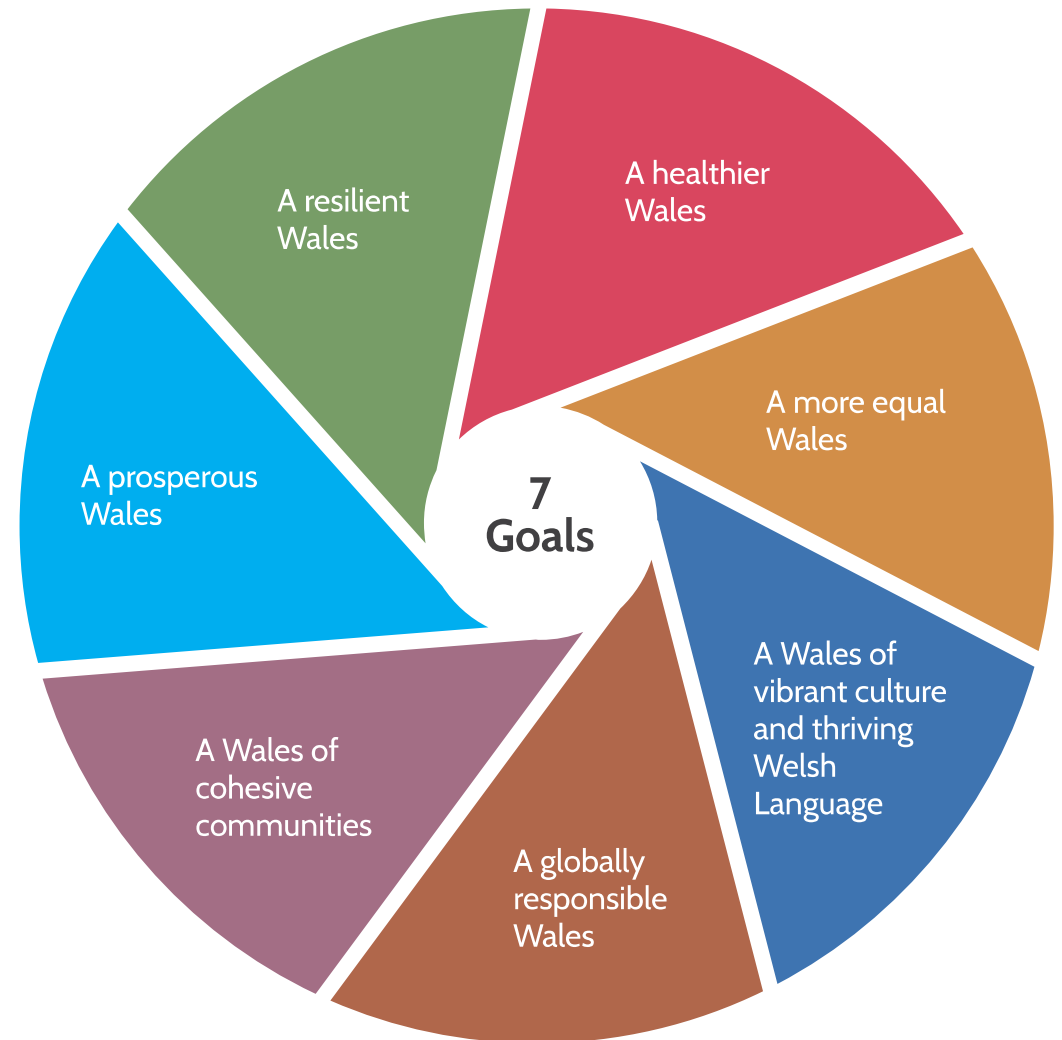 A resilient
Wales
A healthier
Wales
A more equal
Wales
A prosperous
Wales
7
Goals
A Wales of
vibrant culture
and thriving
Welsh
Language
A Wales of
cohesive
communities
A globally
responsible
Wales